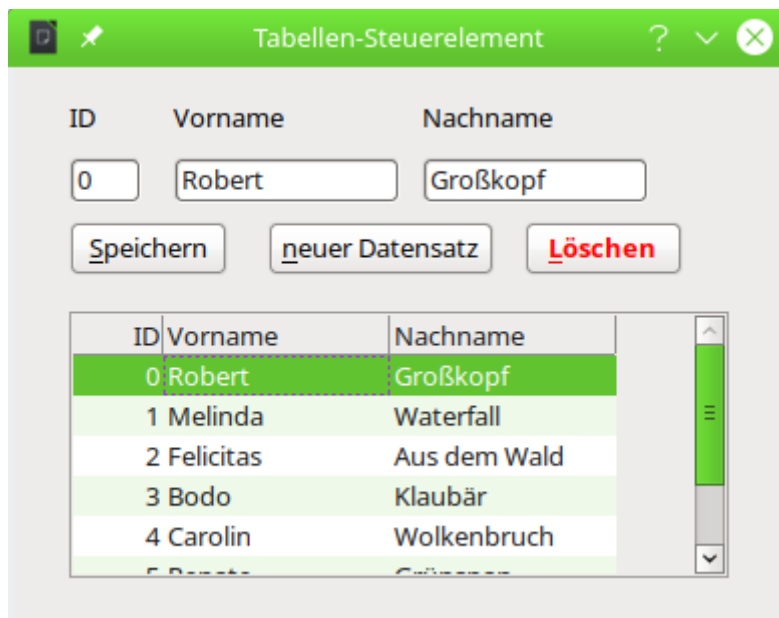 Tabellen-Steuerelement
ID Vorname Nachname
0 Robert Großkopf
Speichern neuer Datensatz Löschen
ID Vorname Nachname
0 Robert Großkopf
1 Melinda Waterfall
2 Felicitas Aus dem Wald
3 Bodo Klaubär
4 Carolin Wolkenbruch